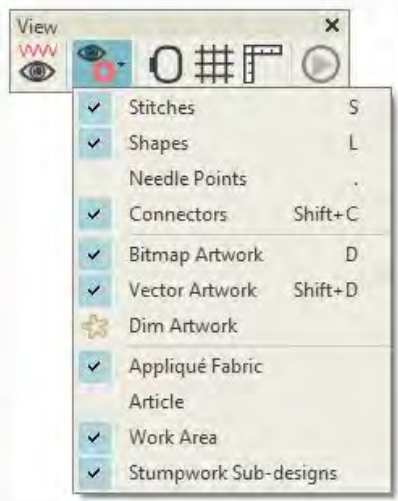 View
Stitches S
Shapes L
Needle Points .
Connectors Shift+C
Bitmap Artwork D
Vector Artwork Shift+D
Dim Artwork
Appliqué Fabric
Article
Work Area
Stumpwork Sub-designs